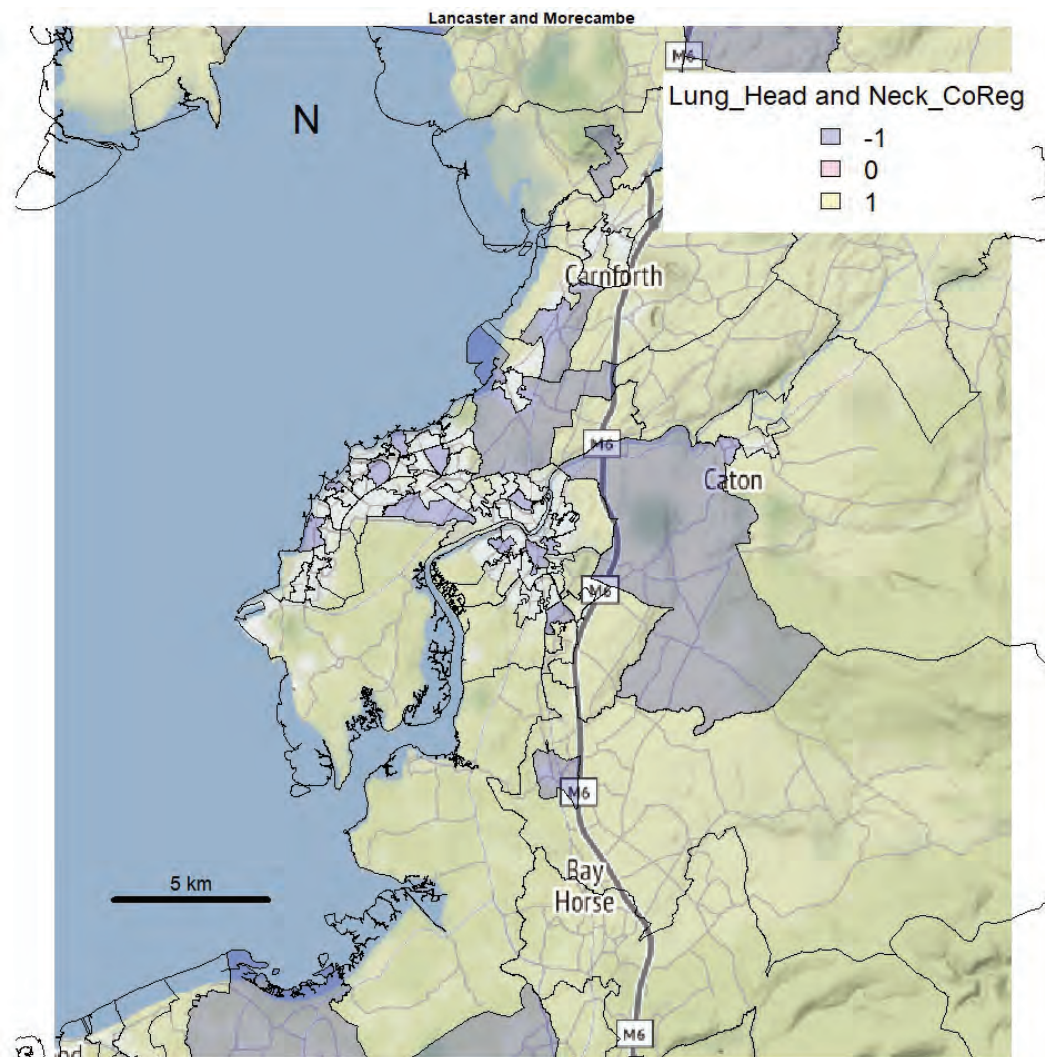 Lancaster and Morecambe
M6
N
Lung_Head and Neck_CoReg
-1
0
1
Carnforth
M6
Caton
M6
M6
5 km
Bay
Horse
M6